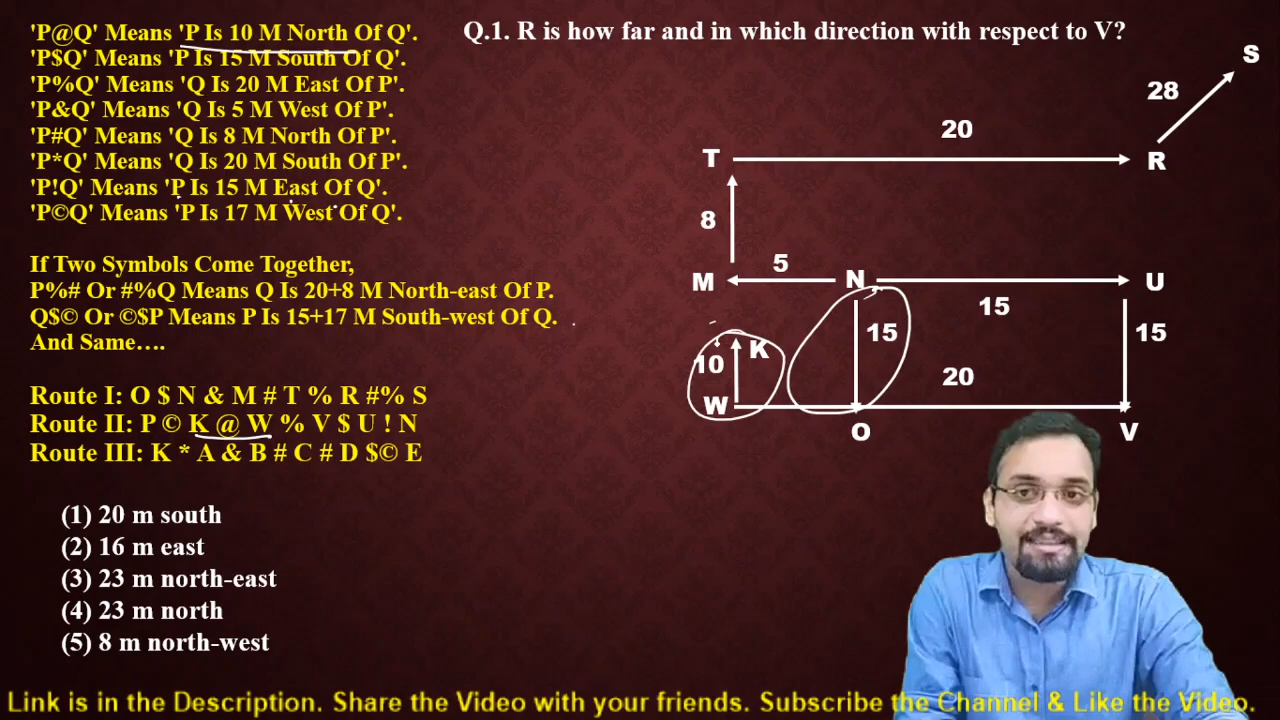 'P@Q' Means 'P Is 10 M North Of Q'.
'P$Q' Means 'P Is 15 M South Of Q'.
'P%Q' Means 'Q Is 20 M East Of P'.
'P&Q' Means 'Q Is 5 M West Of P'.
'P#Q' Means 'Q Is 8 M North Of P'.
'P*Q' Means 'Q Is 20 M South Of P'.
'P!Q' Means 'P Is 15 M East Of Q'.
'P©Q' Means 'P Is 17 M West Of Q'.
If Two Symbols Come Together,
P%# Or #%Q Means Q Is 20+8 M North-east Of P.
Q$© Or ©$P Means P Is 15+17 M South-west Of Q.
And Same….
Route I: O $ N & M # T % R #% S
Route II: P © K @ W % V $ U ! N
Route III: K * A & B # C # D $© E
(1) 20 m south
(2) 16 m east
(3) 23 m north-east
(4) 23 m north
(5) 8 m north-west
Q.1. R is how far and in which direction with respect to V?
S
28
20
T
R
8
5
M
N
U
15
15
15
10
K
20
W
O
V
Link is in the Description. Share the Video with your friends. Subscribe the Channel & Like the Video.